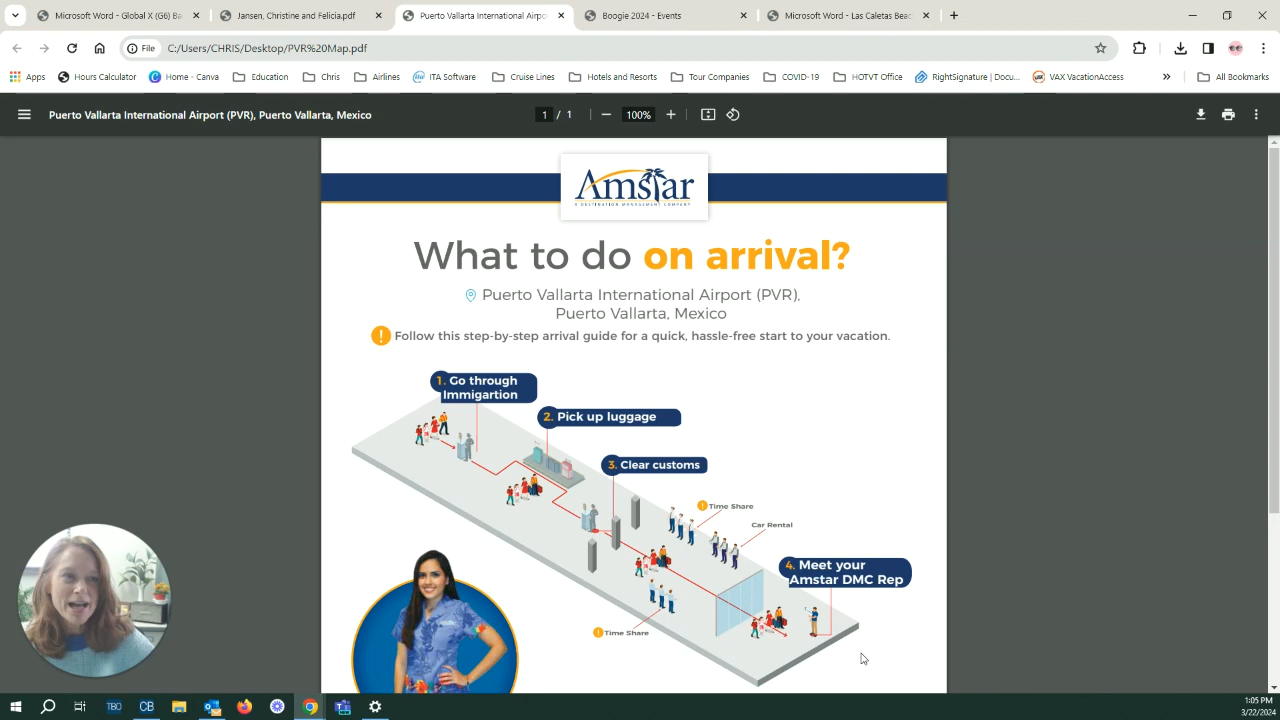 Microsoft Word - Global X (G6) Ba
Jansen, Christine and Felicia.pdf
Puerto Vallarta International Airpo
Boogie 2024 - Events
Microsoft Word - Las Caletas Beac
File
C:/Users/CHRIS/Desktop/PVR%20Map.pdf
Apps
Hours Calculator
Home - Canva
Education
Chris
Airlines
ITA Software
Cruise Lines
Hotels and Resorts
Tour Companies
COVID-19
HOTVT Office
RightSignature | Docu...
VAX VacationAccess
All Bookmarks
Puerto Vallarta International Airport (PVR), Puerto Vallarta, Mexico
1 / 1
100%
Amstar
A DESTINATION MANAGEMENT COMPANY
What to do on arrival?
Puerto Vallarta International Airport (PVR),
Puerto Vallarta, Mexico
! Follow this step-by-step arrival guide for a quick, hassle-free start to your vacation.
1. Go through
Immigartion
2. Pick up luggage
3. Clear customs
! Time Share
Car Rental
4. Meet your
Amstar DMC Rep
! Time Share
TBO
CB
1:05 PM
3/22/2024